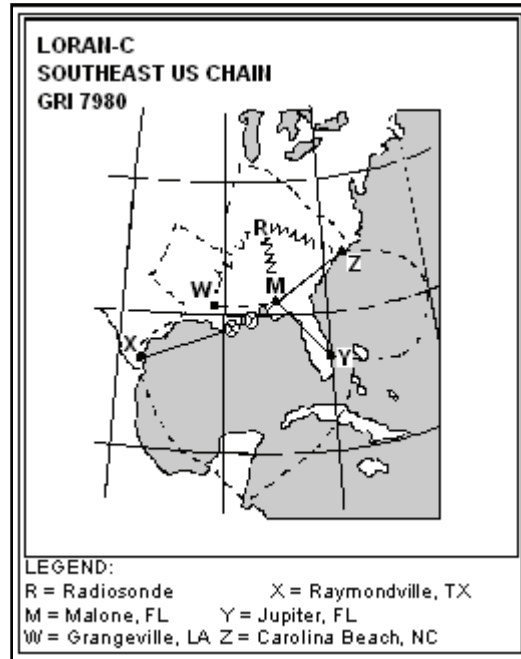 LORAN-C
SOUTHEAST US CHAIN
GRI 7980
R
Z
W
M
X
Y
LEGEND:
R = Radiosonde X = Raymondville, TX
M = Malone, FL Y = Jupiter, FL
W = Grangeville, LA Z = Carolina Beach, NC